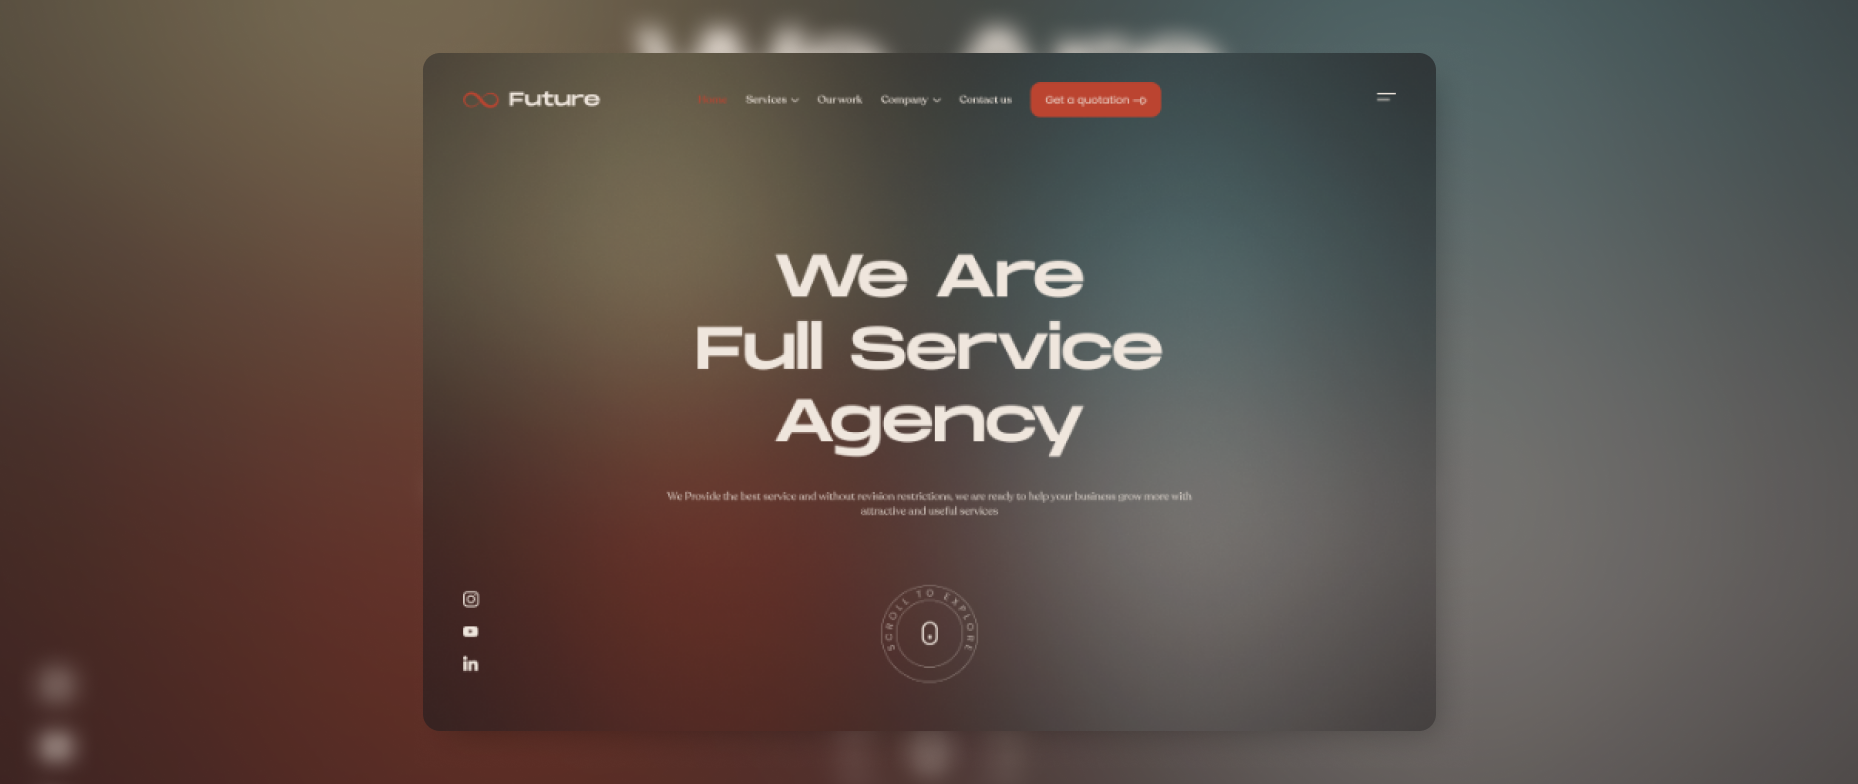 Future
Home
Services
Our work
Company
Contact us
Get a quotation
We Are
Full Service
Agency
We Provide the best service and without revision restrictions, we are ready to help your business grow more with
attractive and useful services
SCROLL TO EXPLORE
in